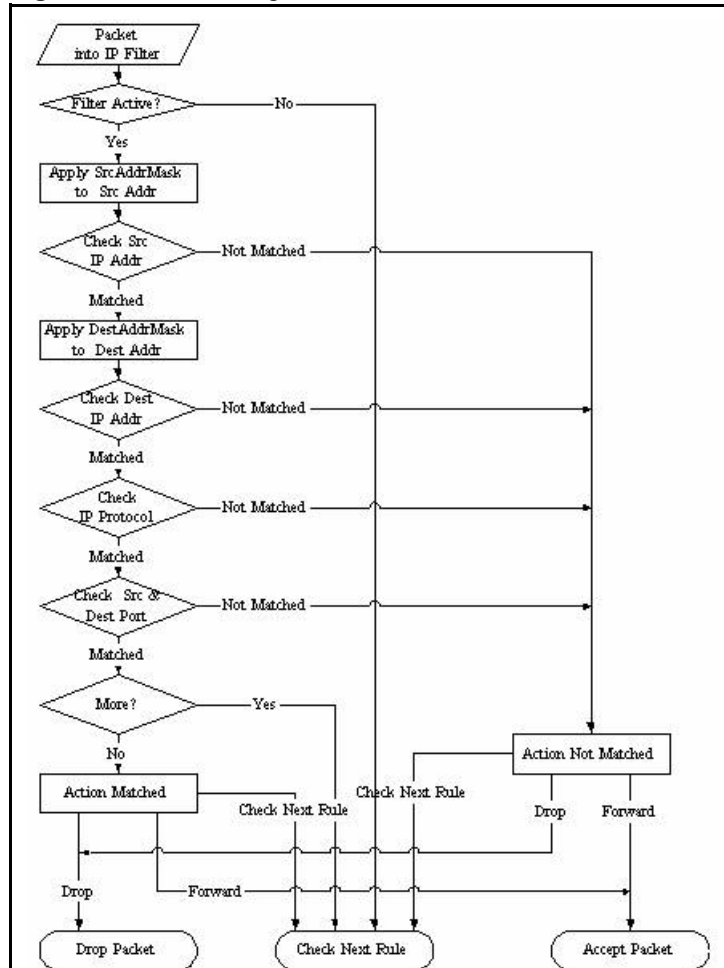 Packet
into IP Filter
Filter Active?
No
Yes
Apply SrcAddrMask
to Src Addr
Check Src
IP Addr
Not Matched
Matched
Apply DestAddrMask
to Dest Addr
Check Dest
IP Addr
Not Matched
Matched
Check
IP Protocol
Not Matched
Matched
Check Src &
Dest Port
Not Matched
Matched
More?
Yes
No
Action Not Matched
Action Matched
Check Next Rule
Check Next Rule
Drop
Forward
Drop
Forward
Drop Packet
Check Next Rule
Accept Packet